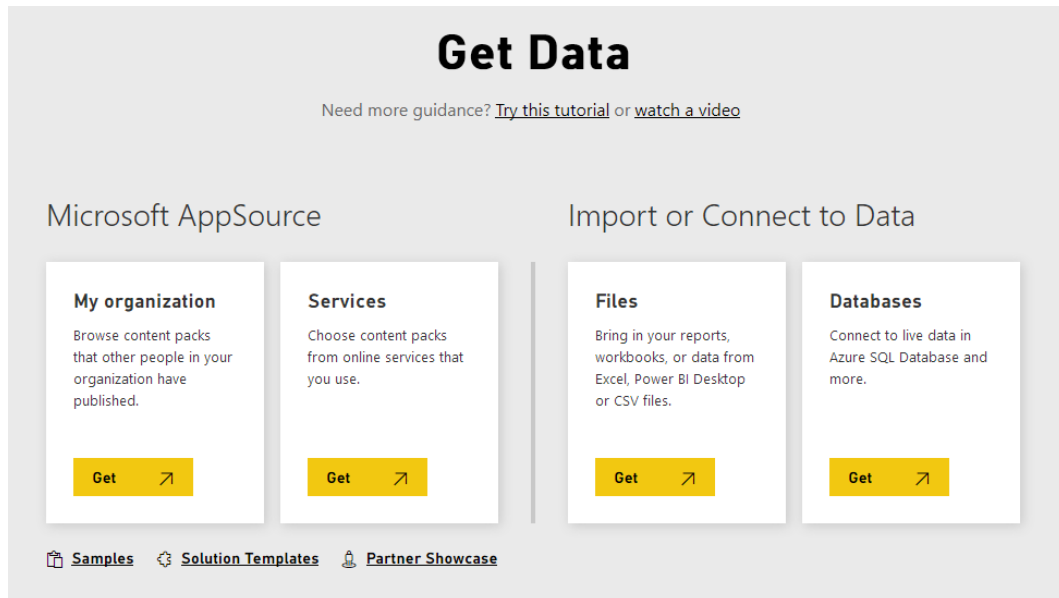 Get Data
Need more guidance? Try this tutorial or watch a video
Microsoft AppSource
My organization
Browse content packs
that other people in your
organization have
published.
Get
Services
Choose content packs
from online services that
you use.
Get
Samples
Solution Templates
Partner Showcase
Import or Connect to Data
Files
Bring in your reports,
workbooks, or data from
Excel, Power BI Desktop
or CSV files.
Get
Databases
Connect to live data in
Azure SQL Database and
more.
Get